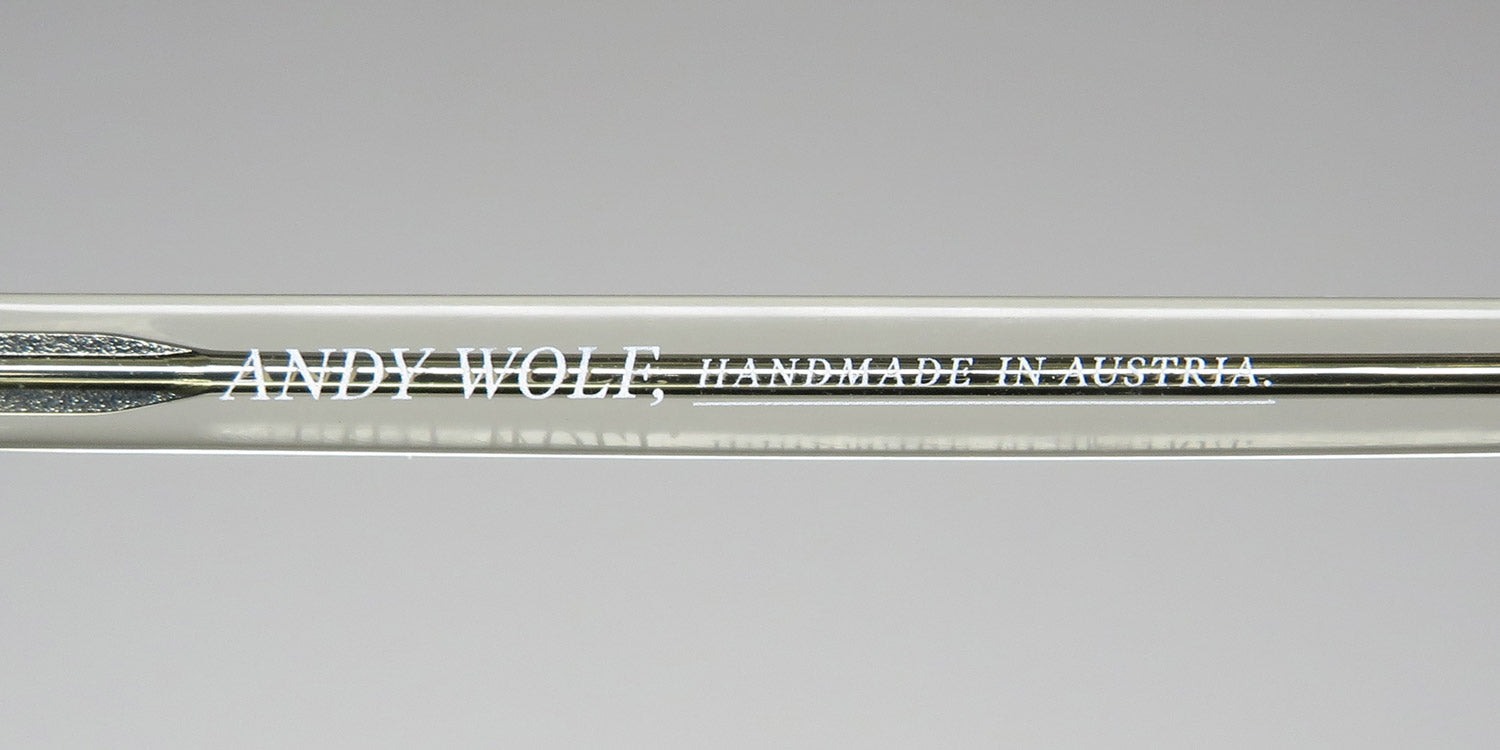 ANDY WOLF, HANDMADE IN AUSTRIA.